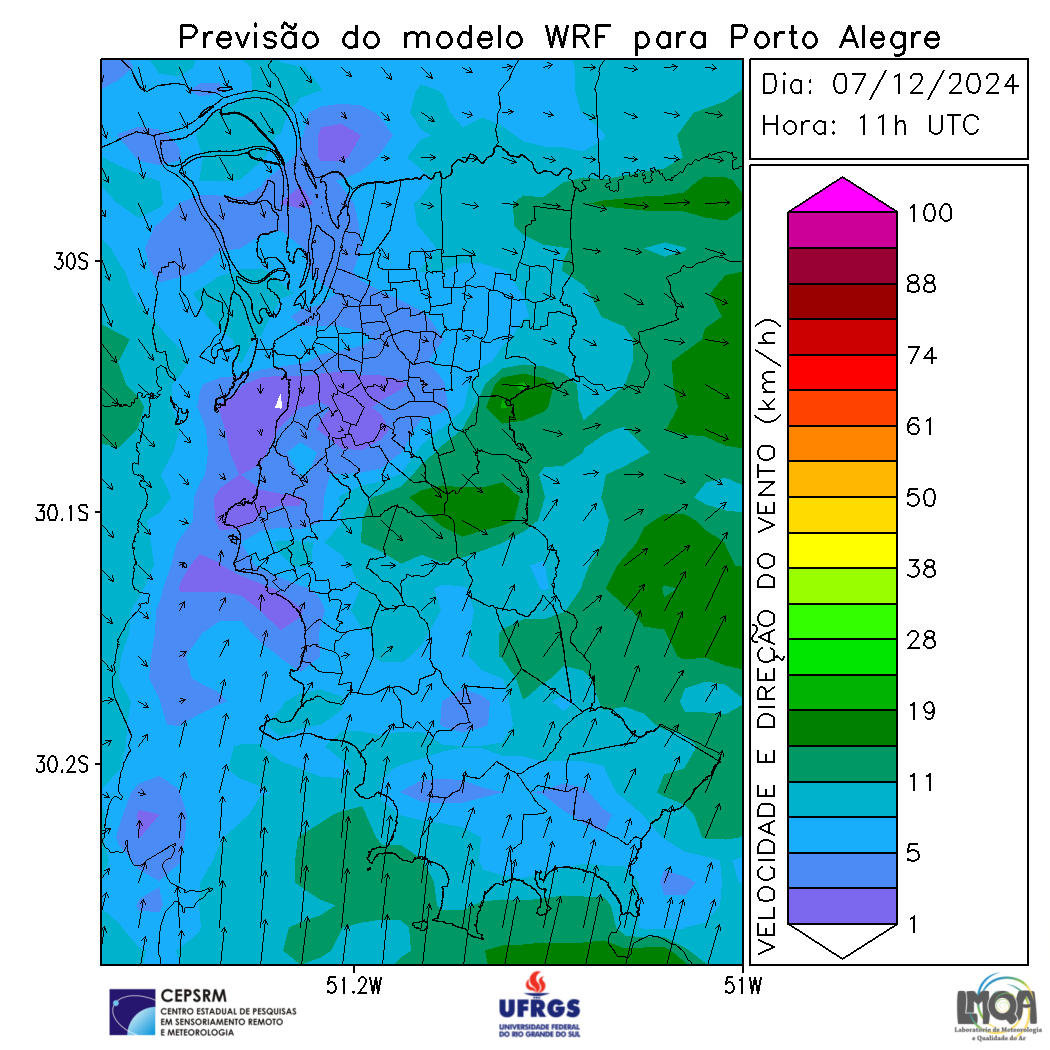 Previsão do modelo WRF para Porto Alegre
Dia: 07/12/2024
Hora: 11h UTC
30S
30.1S
30.2S
51.2W
51W
VELOCIDADE E DIREÇÃO DO VENTO (km/h)
100
88
74
61
50
38
28
19
11
5
1
CEPSRM
CENTRO ESTADUAL DE PESQUISAS
EM SENSORIAMENTO REMOTO
E METEOROLOGIA
UFRGS
UNIVERSIDADE FEDERAL
DO RIO GRANDE DO SUL
LMQA
Laboratório de Meteorologia
e Qualidade do Ar